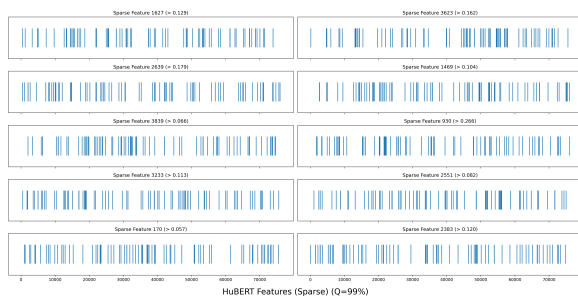 Sparse Feature 1627 (> 0.129)
Sparse Feature 3623 (> 0.162)
Sparse Feature 2639 (> 0.179)
Sparse Feature 1469 (> 0.104)
Sparse Feature 3839 (> 0.066)
Sparse Feature 930 (> 0.266)
Sparse Feature 3233 (> 0.113)
Sparse Feature 2551 (> 0.082)
Sparse Feature 170 (> 0.057)
Sparse Feature 2383 (> 0.120)
0 10000 20000 30000 40000 50000 60000 70000
0 10000 20000 30000 40000 50000 60000 70000
HuBERT Features (Sparse) (Q=99%)